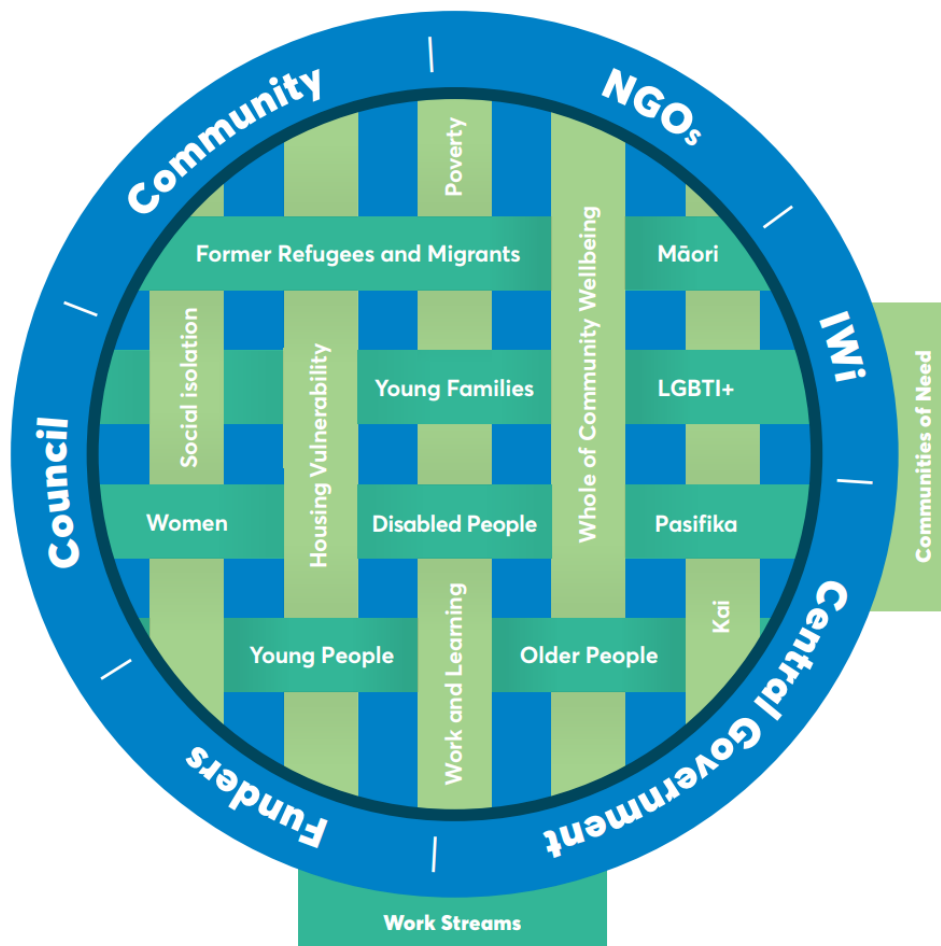 Community
NGOs
IWi
Central Government
Funders
Council
Poverty
Former Refugees and Migrants
Māori
Whole of Community Wellbeing
Social isolation
Housing Vulnerability
Young Families
LGBTI+
Women
Disabled People
Pasifika
Work and Learning
Kai
Young People
Older People
Communities of Need
Work Streams